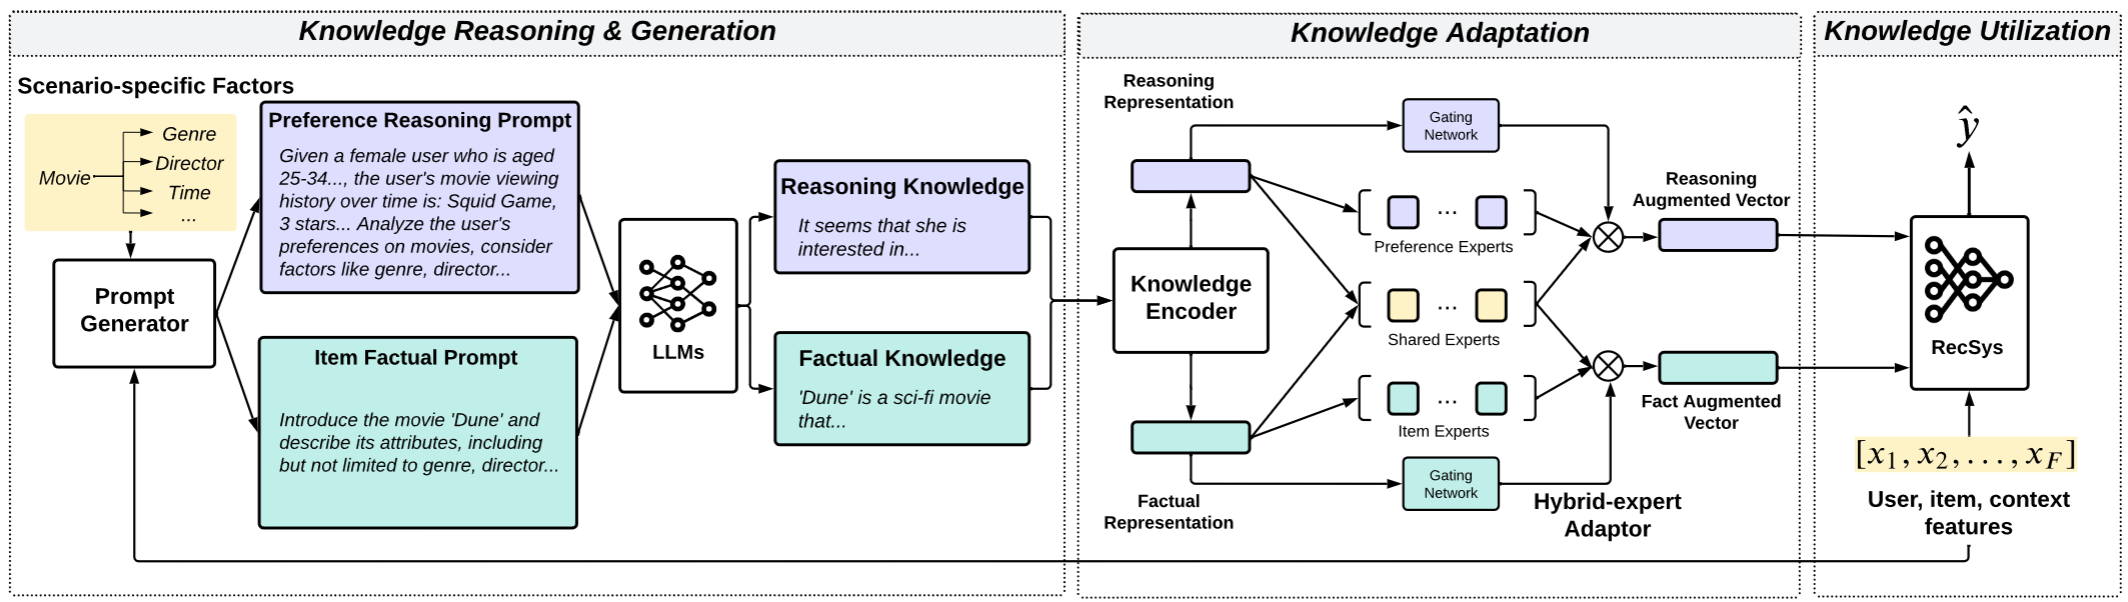 Knowledge Reasoning & Generation
Scenario-specific Factors
Movie
Genre
Director
Time
...
Prompt
Generator
Preference Reasoning Prompt
Given a female user who is aged
25-34..., the user's movie viewing
history over time is: Squid Game,
3 stars... Analyze the user's
preferences on movies, consider
factors like genre, director...
Item Factual Prompt
Introduce the movie 'Dune' and
describe its attributes, including
but not limited to genre, director...
LLMs
Reasoning Knowledge
It seems that she is
interested in...
Factual Knowledge
'Dune' is a sci-fi movie
that...
Knowledge Adaptation
Reasoning
Representation
Knowledge
Encoder
Factual
Representation
Gating
Network
...
Preference Experts
...
Shared Experts
...
Item Experts
Gating
Network
Hybrid-expert
Adaptor
Reasoning
Augmented Vector
Fact Augmented
Vector
Knowledge Utilization
ŷ
RecSys
[x₁, x₂, . . . , x_F]
User, item, context
features